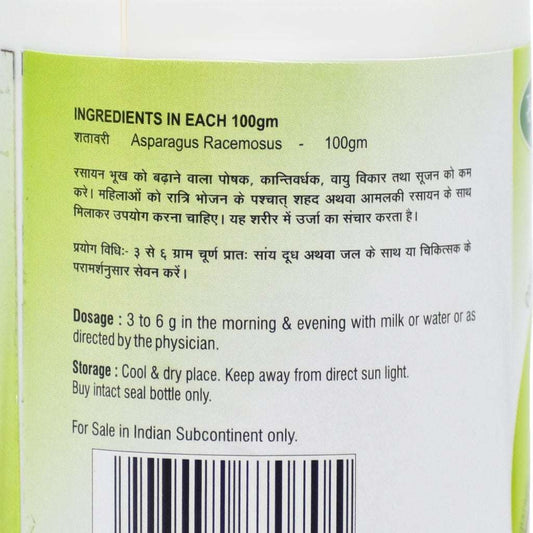 INGREDIENTS IN EACH 100gm
शतावरी Asparagus Racemosus - 100gm
रसायन भूख को बढ़ाने वाला पोषक, कान्तिवर्धक, वायु विकार तथा सूजन को कम
करे। महिलाओं को रात्रि भोजन के पश्चात् शहद अथवा आमलकी रसायन के साथ
मिलाकर उपयोग करना चाहिए। यह शरीर में उर्जा का संचार करता है।
प्रयोग विधिः- ३ से ६ ग्राम चूर्ण प्रातः सांय दूध अथवा जल के साथ या चिकित्सक के
परामर्शनुसार सेवन करें।
Dosage : 3 to 6 g in the morning & evening with milk or water or as
directed by the physician.
Storage : Cool & dry place. Keep away from direct sun light.
Buy intact seal bottle only.
For Sale in Indian Subcontinent only.